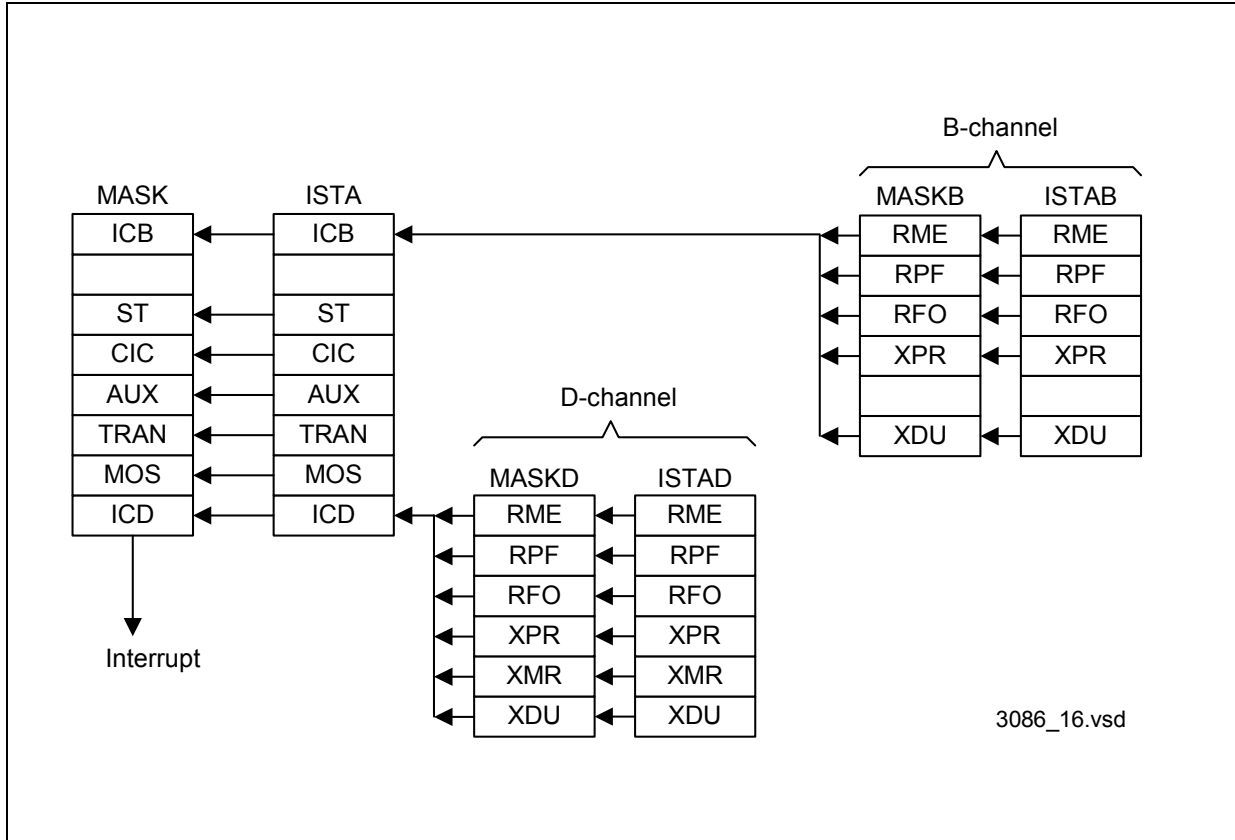 B-channel
MASK ISTA MASKB ISTAB
ICB ICB RME RME
RPF RPF
ST ST RFO RFO
CIC CIC XPR XPR
AUX AUX
D-channel
TRAN TRAN XDU XDU
MOS MOS MASKD ISTAD
ICD ICD RME RME
RPF RPF
RFO RFO
XPR XPR
Interrupt
XMR XMR
XDU XDU
3086_16.vsd